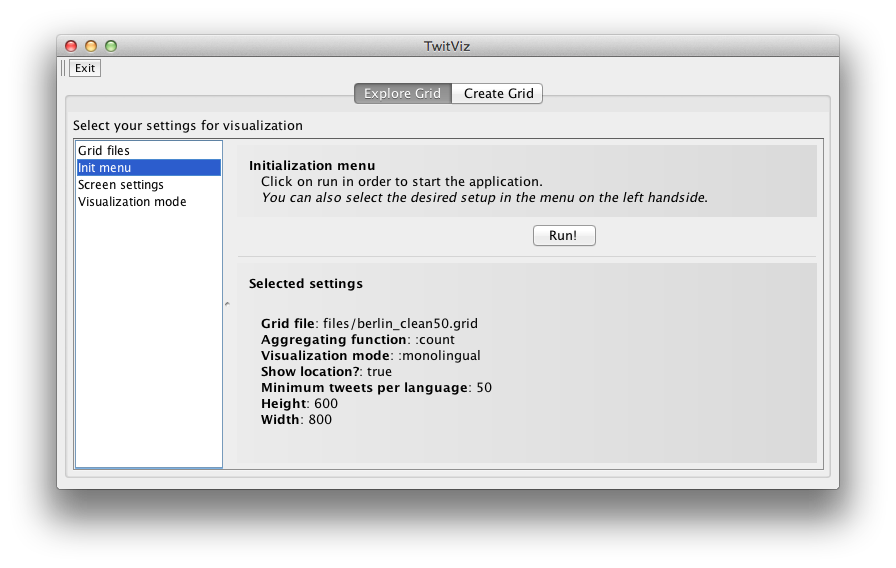 TwitViz
Exit
Explore Grid
Create Grid
Select your settings for visualization
Grid files
Init menu
Screen settings
Visualization mode
Initialization menu
Click on run in order to start the application.
You can also select the desired setup in the menu on the left handside.
Run!
Selected settings
Grid file: files/berlin_clean50.grid
Aggregating function: :count
Visualization mode: :monolingual
Show location?: true
Minimum tweets per language: 50
Height: 600
Width: 800